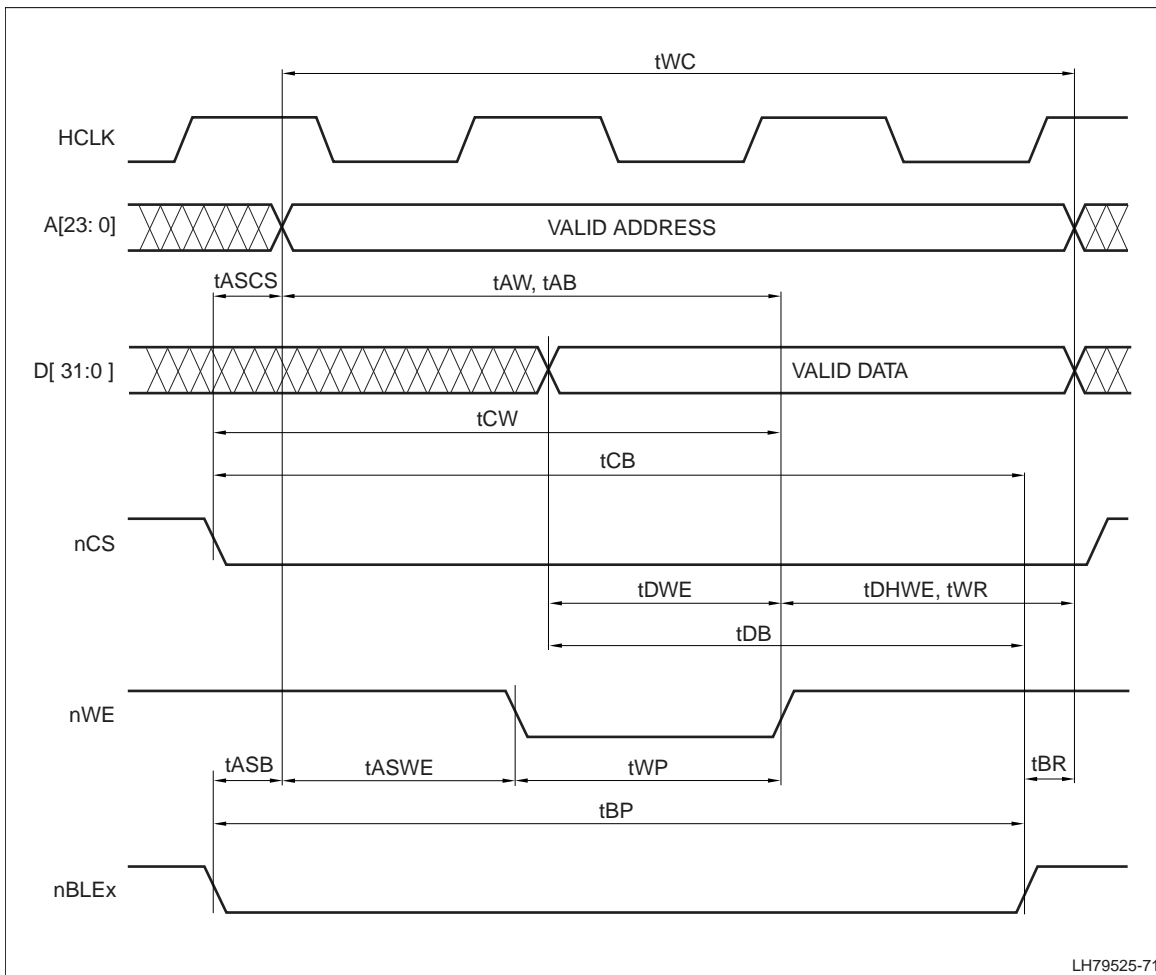 tWC
HCLK
A[23: 0]
VALID ADDRESS
tASCS
tAW, tAB
D[ 31:0 ]
VALID DATA
tCW
tCB
nCS
tDWE
tDHWE, tWR
tDB
nWE
tASB
tASWE
tWP
tBR
tBP
nBLEx
LH79525-71